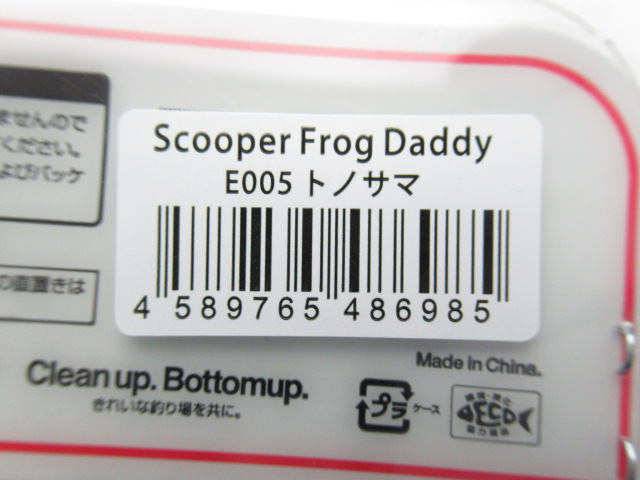 ませんので
ください。
よびパッケ
Scooper Frog Daddy
E005 トノサマ
4 589765 486985
の直置きは
Made in China.
Clean up. Bottomup.
きれいな釣り場を共に。
プラ ケース
ECO